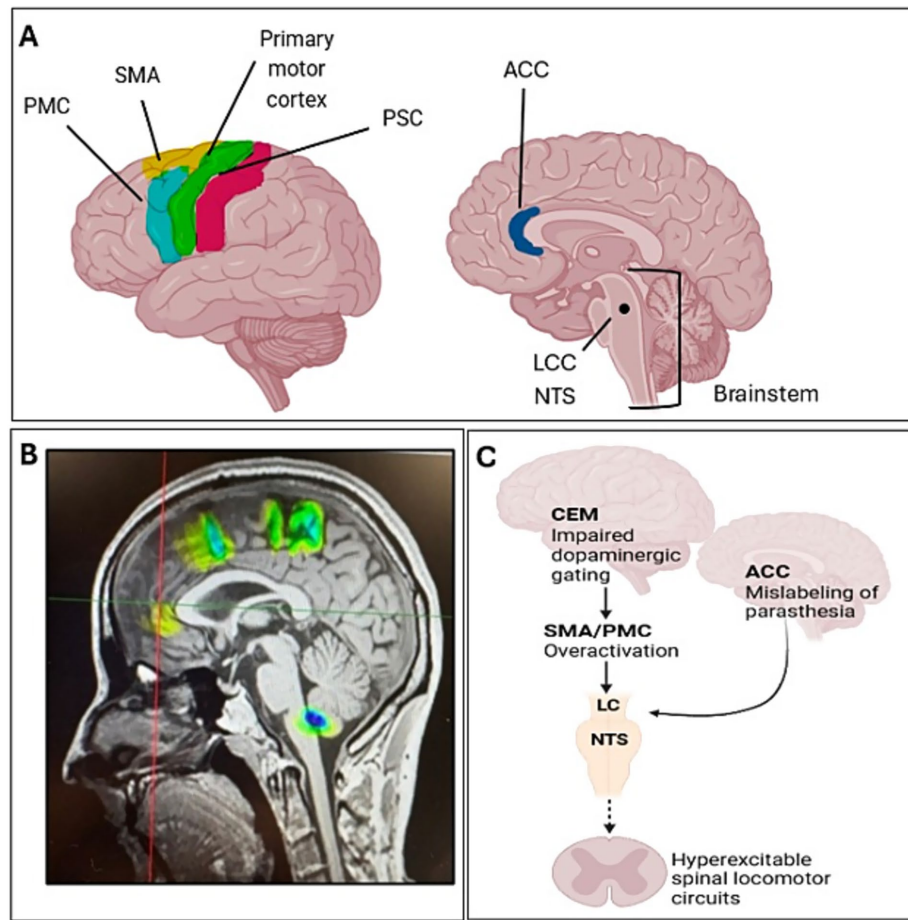 A
Primary
motor
cortex
SMA
PMC
PSC
ACC
LCC
NTS
Brainstem
B
C
CEM
Impaired
dopaminergic
gating
ACC
Mislabeling of
parasthesia
SMA/PMC
Overactivation
LC
NTS
Hyperexcitable
spinal locomotor
circuits